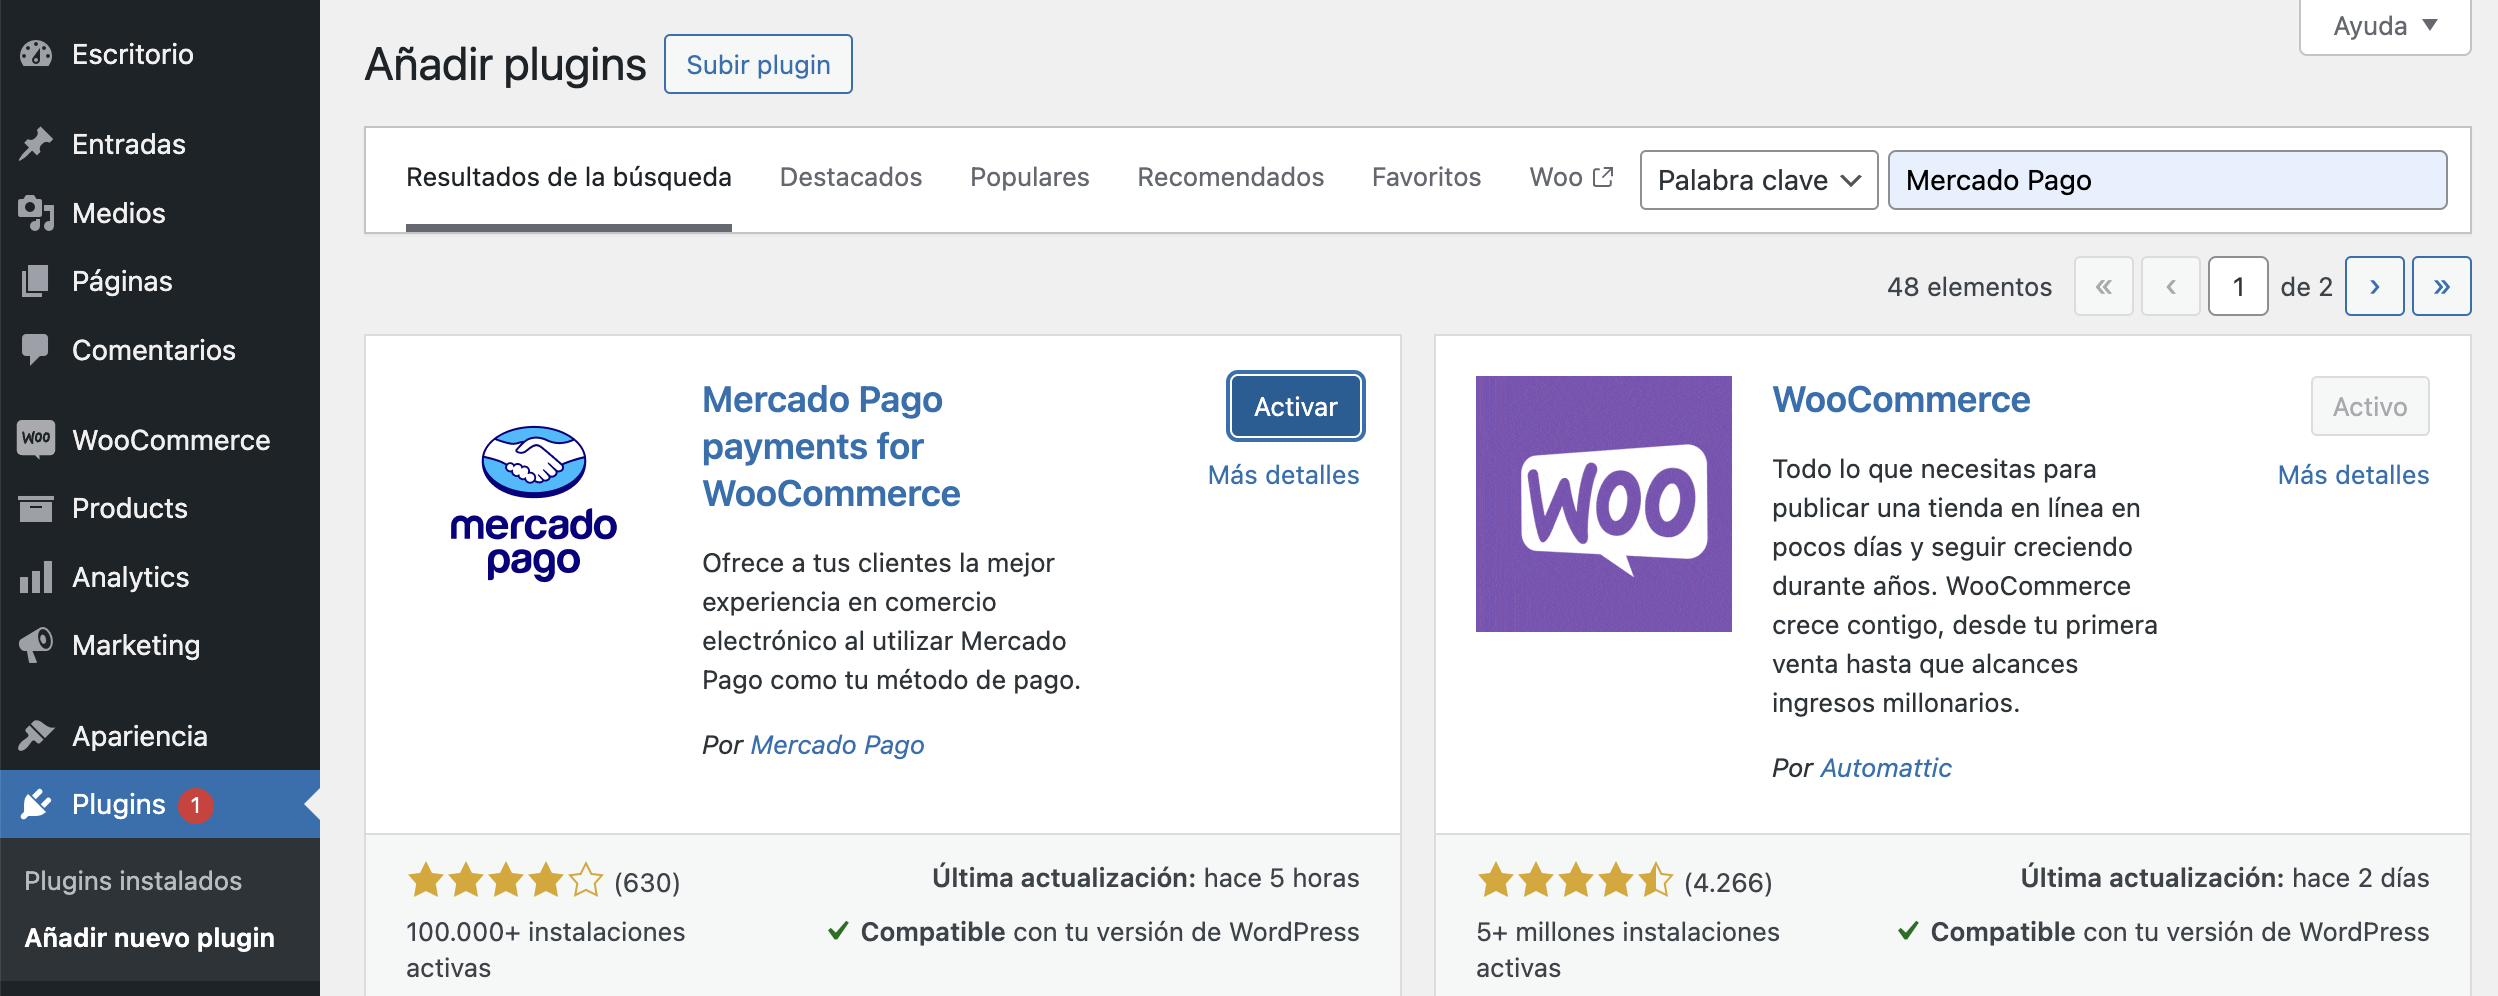 Escritorio
Entradas
Medios
Páginas
Comentarios
WOO WooCommerce
Products
Analytics
Marketing
Apariencia
Plugins 1
Plugins instalados
Añadir nuevo plugin
Ayuda
Añadir plugins Subir plugin
Resultados de la búsqueda Destacados Populares Recomendados Favoritos Woo Palabra clave Mercado Pago
48 elementos « ‹ 1 de 2 › »
mercado
pago
Mercado Pago
payments for
WooCommerce
Activar
Más detalles
Ofrece a tus clientes la mejor
experiencia en comercio
electrónico al utilizar Mercado
Pago como tu método de pago.
Por Mercado Pago
(630)
100.000+ instalaciones
activas
Última actualización: hace 5 horas
Compatible con tu versión de WordPress
WOO
WooCommerce
Activo
Más detalles
Todo lo que necesitas para
publicar una tienda en línea en
pocos días y seguir creciendo
durante años. WooCommerce
crece contigo, desde tu primera
venta hasta que alcances
ingresos millonarios.
Por Automattic
(4.266)
5+ millones instalaciones
activas
Última actualización: hace 2 días
Compatible con tu versión de WordPress